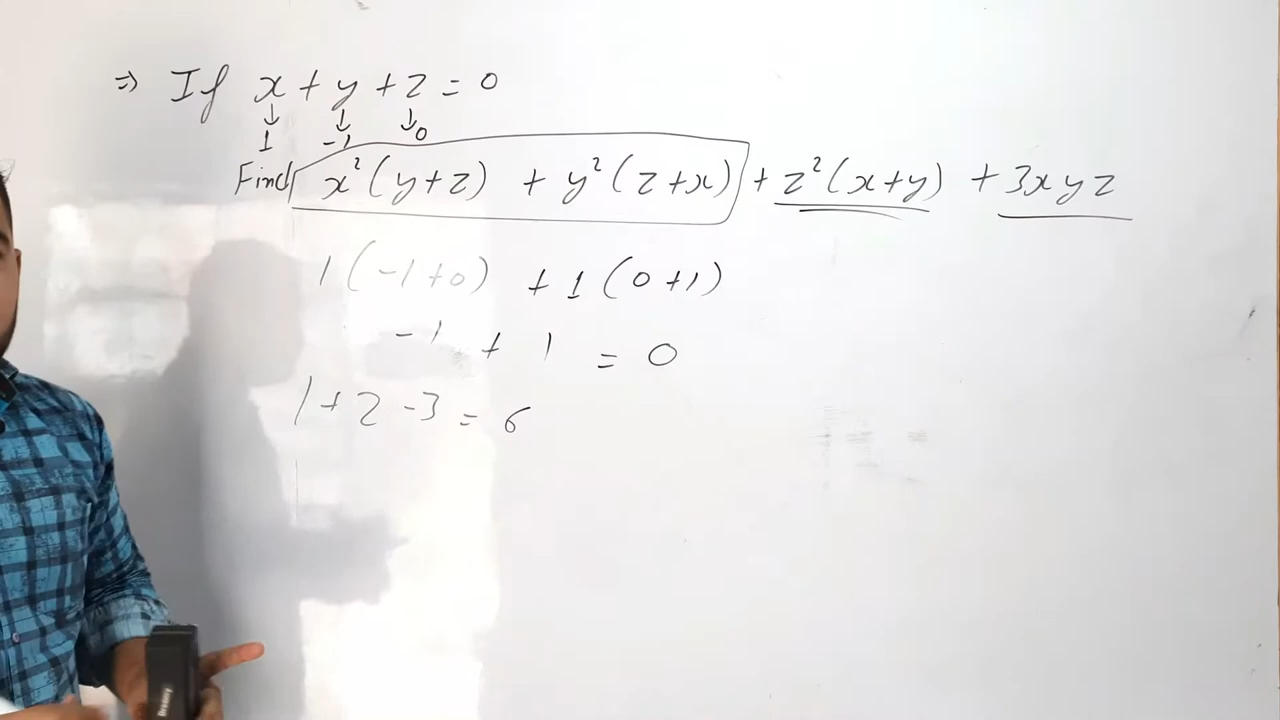 ⇒ If x + y + z = 0
↓ ↓ ↓
1 -1 0
Find x²(y+z) + y²(z+x) + z²(x+y) + 3xyz
1(-1+0) + 1(0+1)
-1 + 1 = 0
1+2-3 = 6